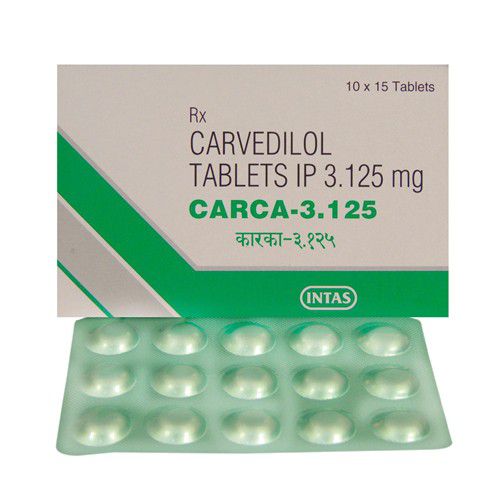 10 x 15 Tablets
Rx
CARVEDILOL
TABLETS IP 3.125 mg
CARCA-3.125
कारका-३.१२५
INTAS